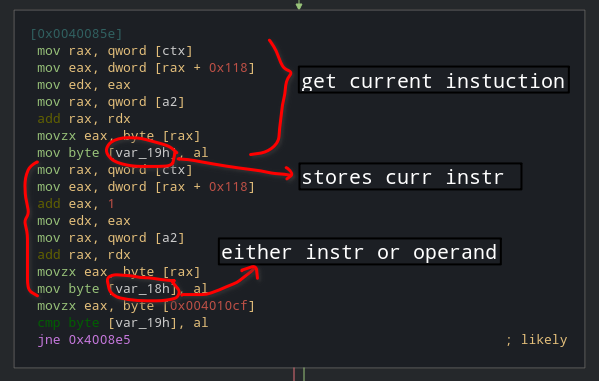 [0x0040085e]
mov rax, qword [ctx]
mov eax, dword [rax + 0x118]
mov edx, eax
mov rax, qword [a2]
add rax, rdx
movzx eax, byte [rax]
mov byte [var_19h], al
mov rax, qword [ctx]
mov eax, dword [rax + 0x118]
add eax, 1
mov edx, eax
mov rax, qword [a2]
add rax, rdx
movzx eax, byte [rax]
mov byte [var_18h], al
movzx eax, byte [0x004010cf]
cmp byte [var_19h], al
jne 0x4008e5 ; likely
get current instuction
stores curr instr
either instr or operand